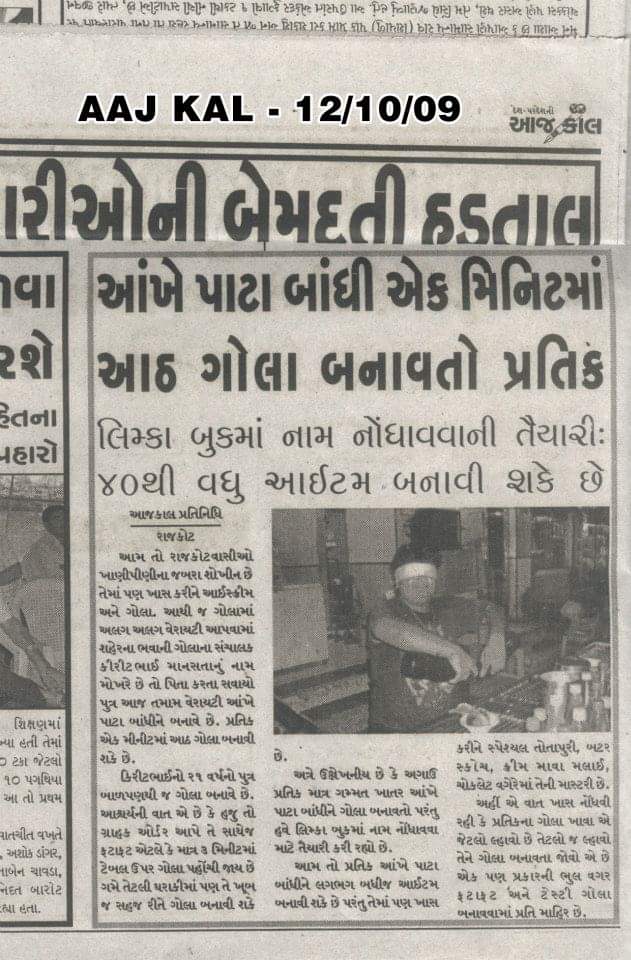 AAJ KAL - 12/10/09
આજકાલ
રીઓની બેમુદતી હડતાલ
આંખે પાટા બાંધી એક મિનિટમાં
આઠ ગોલા બનાવતો પ્રતિક
લિમ્કા બુકમાં નામ નોંધાવવાની તૈયારીઃ
૪૦થી વધુ આઈટમ બનાવી શકે છે
આજકાલ પ્રતિનિધિ
રાજકોટ
આમ તો રાજકોટવાસીઓ
ખાણીપીણીના જબરા શોખીન છે
તેમાં પણ ખાસ કરીને આઈસ્ક્રીમ
અને ગોલા. આથી જ ગોલામાં
અલગ અલગ વેરાયટી આપવામાં
શહેરના ભવાની ગોલાના સંચાલક
કીરીટભાઈ માનસતાનું નામ
મોખરે છે તો પિતા કરતા સવાયો
પુત્ર આજ તમામ વેરાયટી આંખે
પાટા બાંધીને બનાવે છે. પ્રતિક
એક મીનીટમાં આઠ ગોલા બનાવી
શકે છે.
કિરીટભાઈનો ૨૧ વર્ષનો પુત્ર
બાળપણથી જ ગોલા બનાવે છે.
આશ્ચર્યની વાત એ છે કે હજુ તો
ગ્રાહક ઓર્ડર આપે તે સાથેજ
ફટાફટ એટલે કે માત્ર ૩ મિનીટમાં
ટેબલ ઉપર ગોલા પહોંચી જાય છે
ગમે તેટલી ઘરાકીમાં પણ તે ખૂબ
જ સહજ રીતે ગોલા બનાવી શકે
છે.
અત્રે ઉલ્લેખનીય છે કે અગાઉ
પ્રતિક માત્ર ગમ્મત ખાતર આંખે
પાટા બાંધીને ગોલા બનાવતો પરંતુ
હવે લિમ્કા બુકમાં નામ નોંધાવવા
માટે તૈયારી કરી રહ્યો છે.
આમ તો પ્રતિક આંખે પાટા
બાંધીને લગભગ બધીજ આઈટમ
બનાવી શકે છે પરંતુ તેમાં પણ ખાસ
કરીને સ્પેશ્યલ તોતાપુરી, બટર
સ્કોચ, ક્રીમ માવા મલાઈ,
ચોકલેટ વગેરેમાં તેની માસ્ટરી છે.
અહીં એ વાત ખાસ નોંધવી
રહી કે પ્રતિકના ગોલા ખાવા એ
જેટલો લહાવો છે તેટલો જ લ્હાવો
તેને ગોલા બનાવતા જોવો એ છે
એક પણ પ્રકારની ભુલ વગર
ફટાફટ અને ટેસ્ટી ગોલા
બનાવવામાં પ્રતિ માહિર છે.
રશે
હિતના
પ્રહારો
શિક્ષણમાં
યા હતી તેમાં
૦ ટકા જેટલો
૧૦ પગથિયા
આ તો પ્રથમ
વાતચીત વખતે
, અશોક ડાંગર,
તાબેન ચાવડા,
નિદત બારોટ
હ્યા હતા.